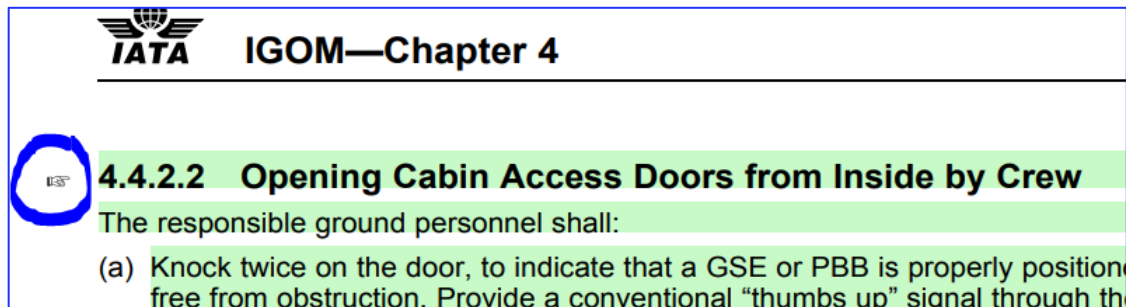 IATA
IGOM—Chapter 4
☞ 4.4.2.2 Opening Cabin Access Doors from Inside by Crew
The responsible ground personnel shall:
(a) Knock twice on the door, to indicate that a GSE or PBB is properly
free from obstruction. Provide a conventional “thumbs up” signal through